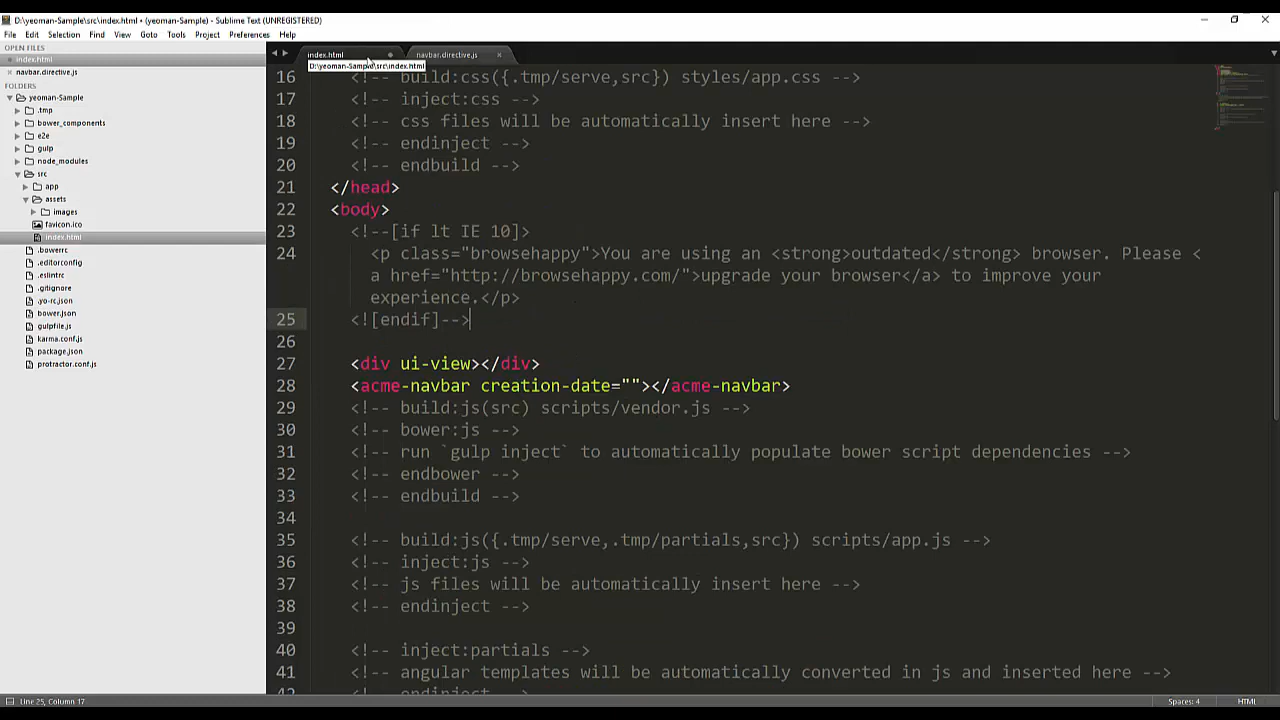 D:\yeoman-Sample\src\index.html • (yeoman-Sample) - Sublime Text (UNREGISTERED)
File Edit Selection Find View Goto Tools Project Preferences Help
OPEN FILES
index.html
navbar.directive.js
FOLDERS
yeoman-Sample
.tmp
bower_components
e2e
gulp
node_modules
src
app
assets
images
favicon.ico
index.html
.bowerrc
.editorconfig
.eslintrc
.gitignore
.yo-rc.json
bower.json
gulpfile.js
karma.conf.js
package.json
protractor.conf.js
index.html navbar.directive.js
D:\yeoman-Sample\src\index.html
16 <!-- build:css({.tmp/serve,src}) styles/app.css -->
17 <!-- inject:css -->
18 <!-- css files will be automatically insert here -->
19 <!-- endinject -->
20 <!-- endbuild -->
21 </head>
22 <body>
23 <!--[if lt IE 10]>
24 <p class="browsehappy">You are using an <strong>outdated</strong> browser. Please <
a href="http://browsehappy.com/">upgrade your browser</a> to improve your
experience.</p>
25 <![endif]-->
26
27 <div ui-view></div>
28 <acme-navbar creation-date=""></acme-navbar>
29 <!-- build:js(src) scripts/vendor.js -->
30 <!-- bower:js -->
31 <!-- run `gulp inject` to automatically populate bower script dependencies -->
32 <!-- endbower -->
33 <!-- endbuild -->
34
35 <!-- build:js({.tmp/serve,.tmp/partials,src}) scripts/app.js -->
36 <!-- inject:js -->
37 <!-- js files will be automatically insert here -->
38 <!-- endinject -->
39
40 <!-- inject:partials -->
41 <!-- angular templates will be automatically converted in js and inserted here -->
42 <!-- endinject -->
Line 25, Column 17 Spaces: 4 HTML